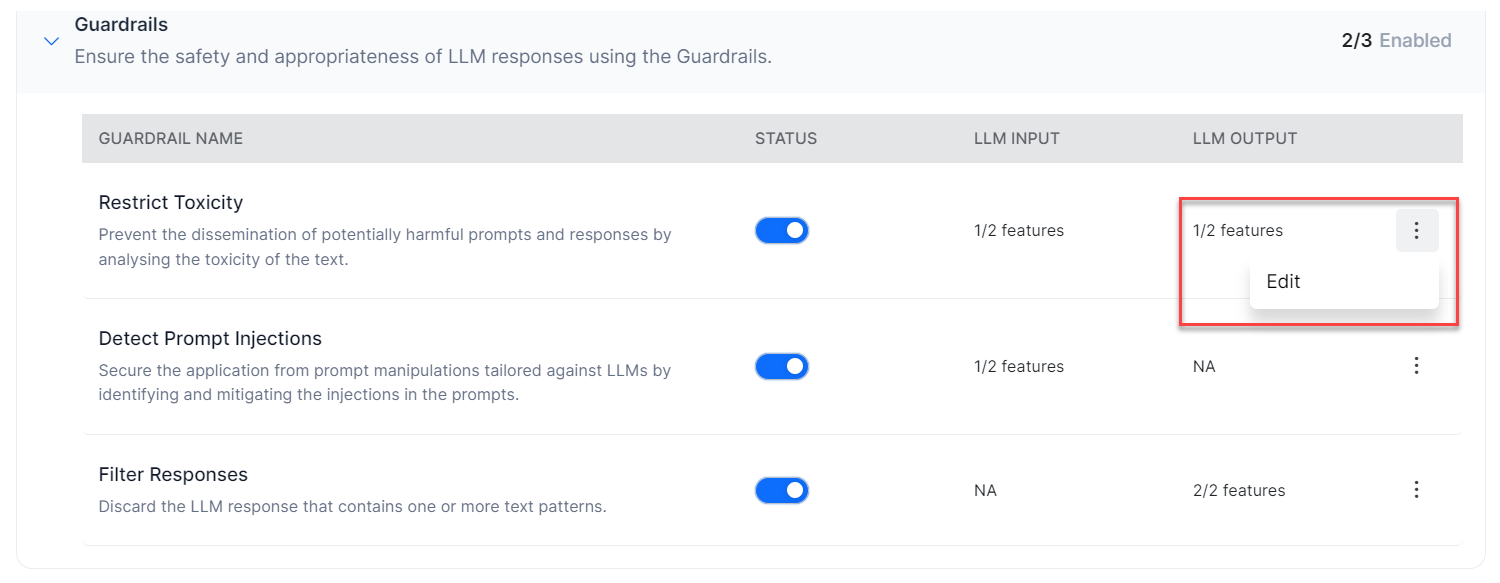 Guardrails
Ensure the safety and appropriateness of LLM responses using the Guardrails.
2/3 Enabled
GUARDRAIL NAME STATUS LLM INPUT LLM OUTPUT
Restrict Toxicity
Prevent the dissemination of potentially harmful prompts and responses by
analysing the toxicity of the text.
1/2 features 1/2 features
Edit
Detect Prompt Injections
Secure the application from prompt manipulations tailored against LLMs by
identifying and mitigating the injections in the prompts.
1/2 features NA
Filter Responses
Discard the LLM response that contains one or more text patterns.
NA 2/2 features